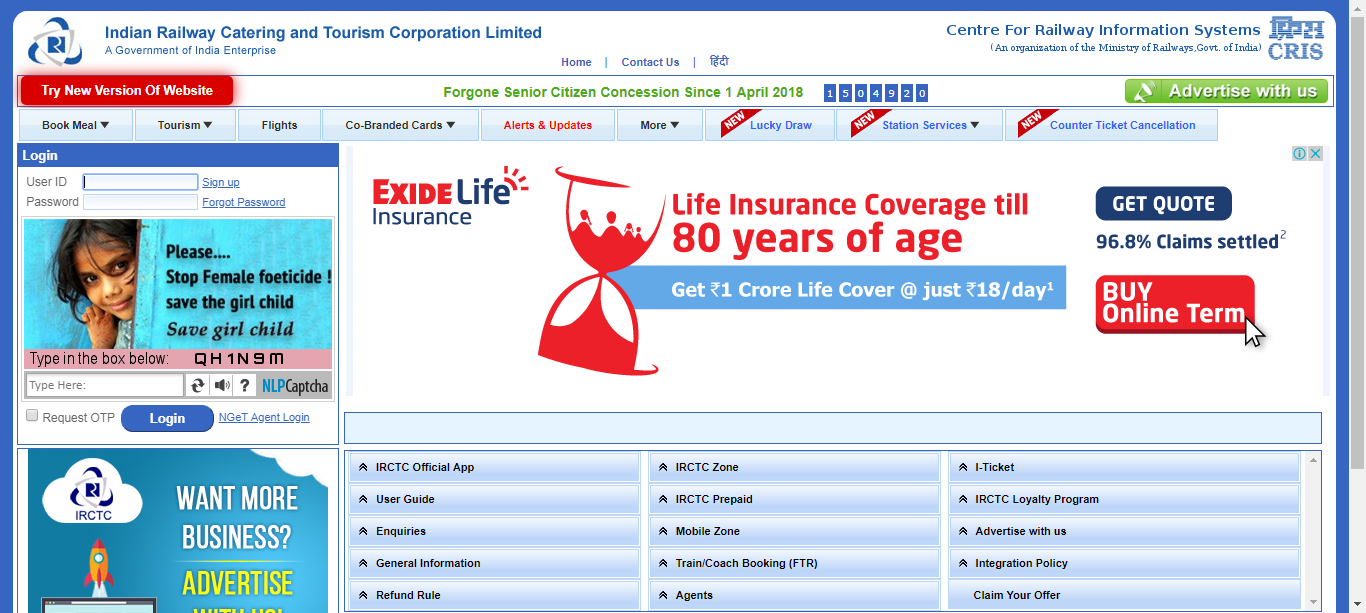 Indian Railway Catering and Tourism Corporation Limited
A Government of India Enterprise
Centre For Railway Information Systems
(An organization of the Ministry of Railways,Govt. of India)
CRIS
Home | Contact Us | हिंदी
Try New Version Of Website
Forgone Senior Citizen Concession Since 1 April 2018 1 5 0 4 9 2 0
Advertise with us
Book Meal Tourism Flights Co-Branded Cards Alerts & Updates More NEW Lucky Draw NEW Station Services NEW Counter Ticket Cancellation
Login
User ID Sign up
Password Forgot Password
Please....
Stop Female foeticide !
save the girl child
Save girl child
Type in the box below: QH1N9M
Type Here: ? NLPCaptcha
Request OTP Login NGeT Agent Login
EXIDE Life
Insurance
Life Insurance Coverage till
80 years of age
Get ₹1 Crore Life Cover @ just ₹18/day¹
GET QUOTE
96.8% Claims settled²
BUY
Online Term
IRCTC
WANT MORE
BUSINESS?
ADVERTISE
WITH US!
IRCTC Official App IRCTC Zone I-Ticket
User Guide IRCTC Prepaid IRCTC Loyalty Program
Enquiries Mobile Zone Advertise with us
General Information Train/Coach Booking (FTR) Integration Policy
Refund Rule Agents Claim Your Offer